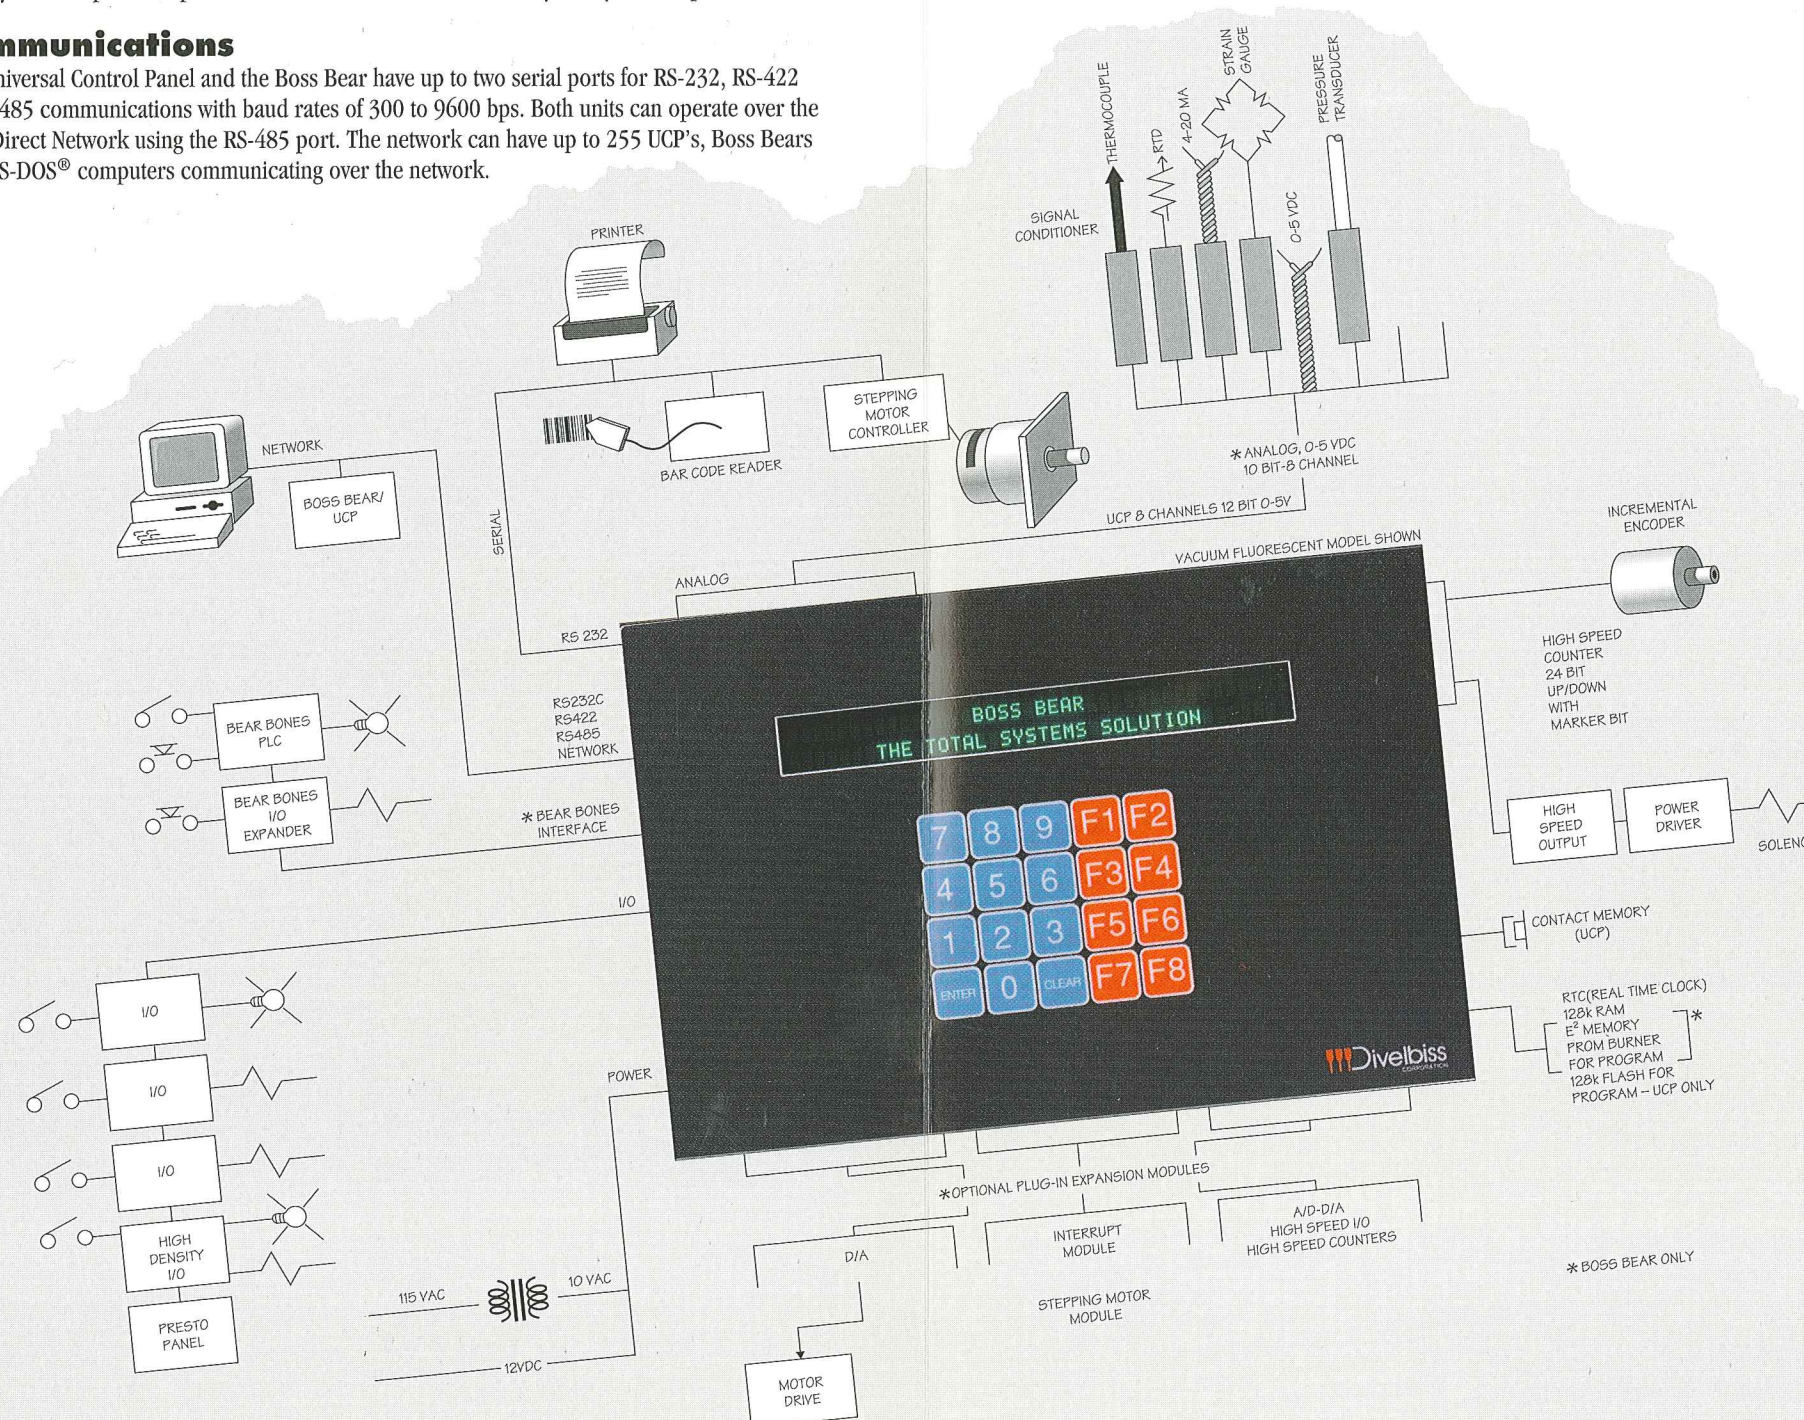 mmunications
niversal Control Panel and the Boss Bear have up to two serial ports for RS-232, RS-422
485 communications with baud rates of 300 to 9600 bps. Both units can operate over the
Direct Network using the RS-485 port. The network can have up to 255 UCP's, Boss Bears
S-DOS® computers communicating over the network.
THERMOCOUPLE
RTD
4-20 MA
STRAIN
GAUGE
0-5 VDC
PRESSURE
TRANSDUCER
SIGNAL
CONDITIONER
PRINTER
STEPPING
MOTOR
CONTROLLER
BAR CODE READER
NETWORK
BOSS BEAR/
UCP
SERIAL
* ANALOG, 0-5 VDC
10 BIT-8 CHANNEL
UCP 8 CHANNELS 12 BIT 0-5V
VACUUM FLUORESCENT MODEL SHOWN
INCREMENTAL
ENCODER
ANALOG
RS 232
RS232C
RS422
RS485
NETWORK
HIGH SPEED
COUNTER
24 BIT
UP/DOWN
WITH
MARKER BIT
BOSS BEAR
THE TOTAL SYSTEMS SOLUTION
BEAR BONES
PLC
BEAR BONES
I/O
EXPANDER
* BEAR BONES
INTERFACE
7 8 9 F1 F2
4 5 6 F3 F4
1 2 3 F5 F6
ENTER 0 CLEAR F7 F8
HIGH
SPEED
OUTPUT
POWER
DRIVER
SOLENO
I/O
CONTACT MEMORY
(UCP)
RTC(REAL TIME CLOCK)
128k RAM
E² MEMORY
PROM BURNER
FOR PROGRAM
*
128k FLASH FOR
PROGRAM – UCP ONLY
Divelbiss
CORPORATION
I/O
I/O
I/O
HIGH
DENSITY
I/O
PRESTO
PANEL
POWER
115 VAC
10 VAC
12VDC
*OPTIONAL PLUG-IN EXPANSION MODULES
D/A
INTERRUPT
MODULE
A/D-D/A
HIGH SPEED I/O
HIGH SPEED COUNTERS
STEPPING MOTOR
MODULE
MOTOR
DRIVE
* BOSS BEAR ONLY